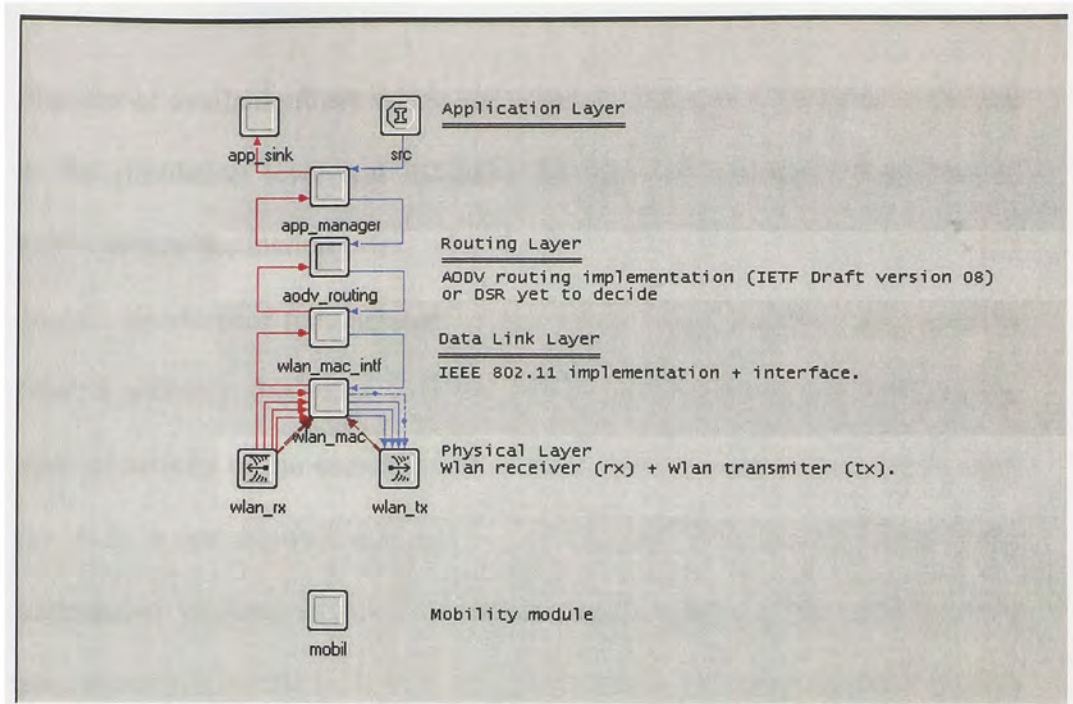 Application Layer
app_sink
src
app_manager
Routing Layer
AODV routing implementation (IETF Draft version 08)
or DSR yet to decide
aodv_routing
Data Link Layer
wlan_mac_intf
IEEE 802.11 implementation + interface.
wlan_mac
Physical Layer
Wlan receiver (rx) + Wlan transmiter (tx).
wlan_rx
wlan_tx
Mobility module
mobil